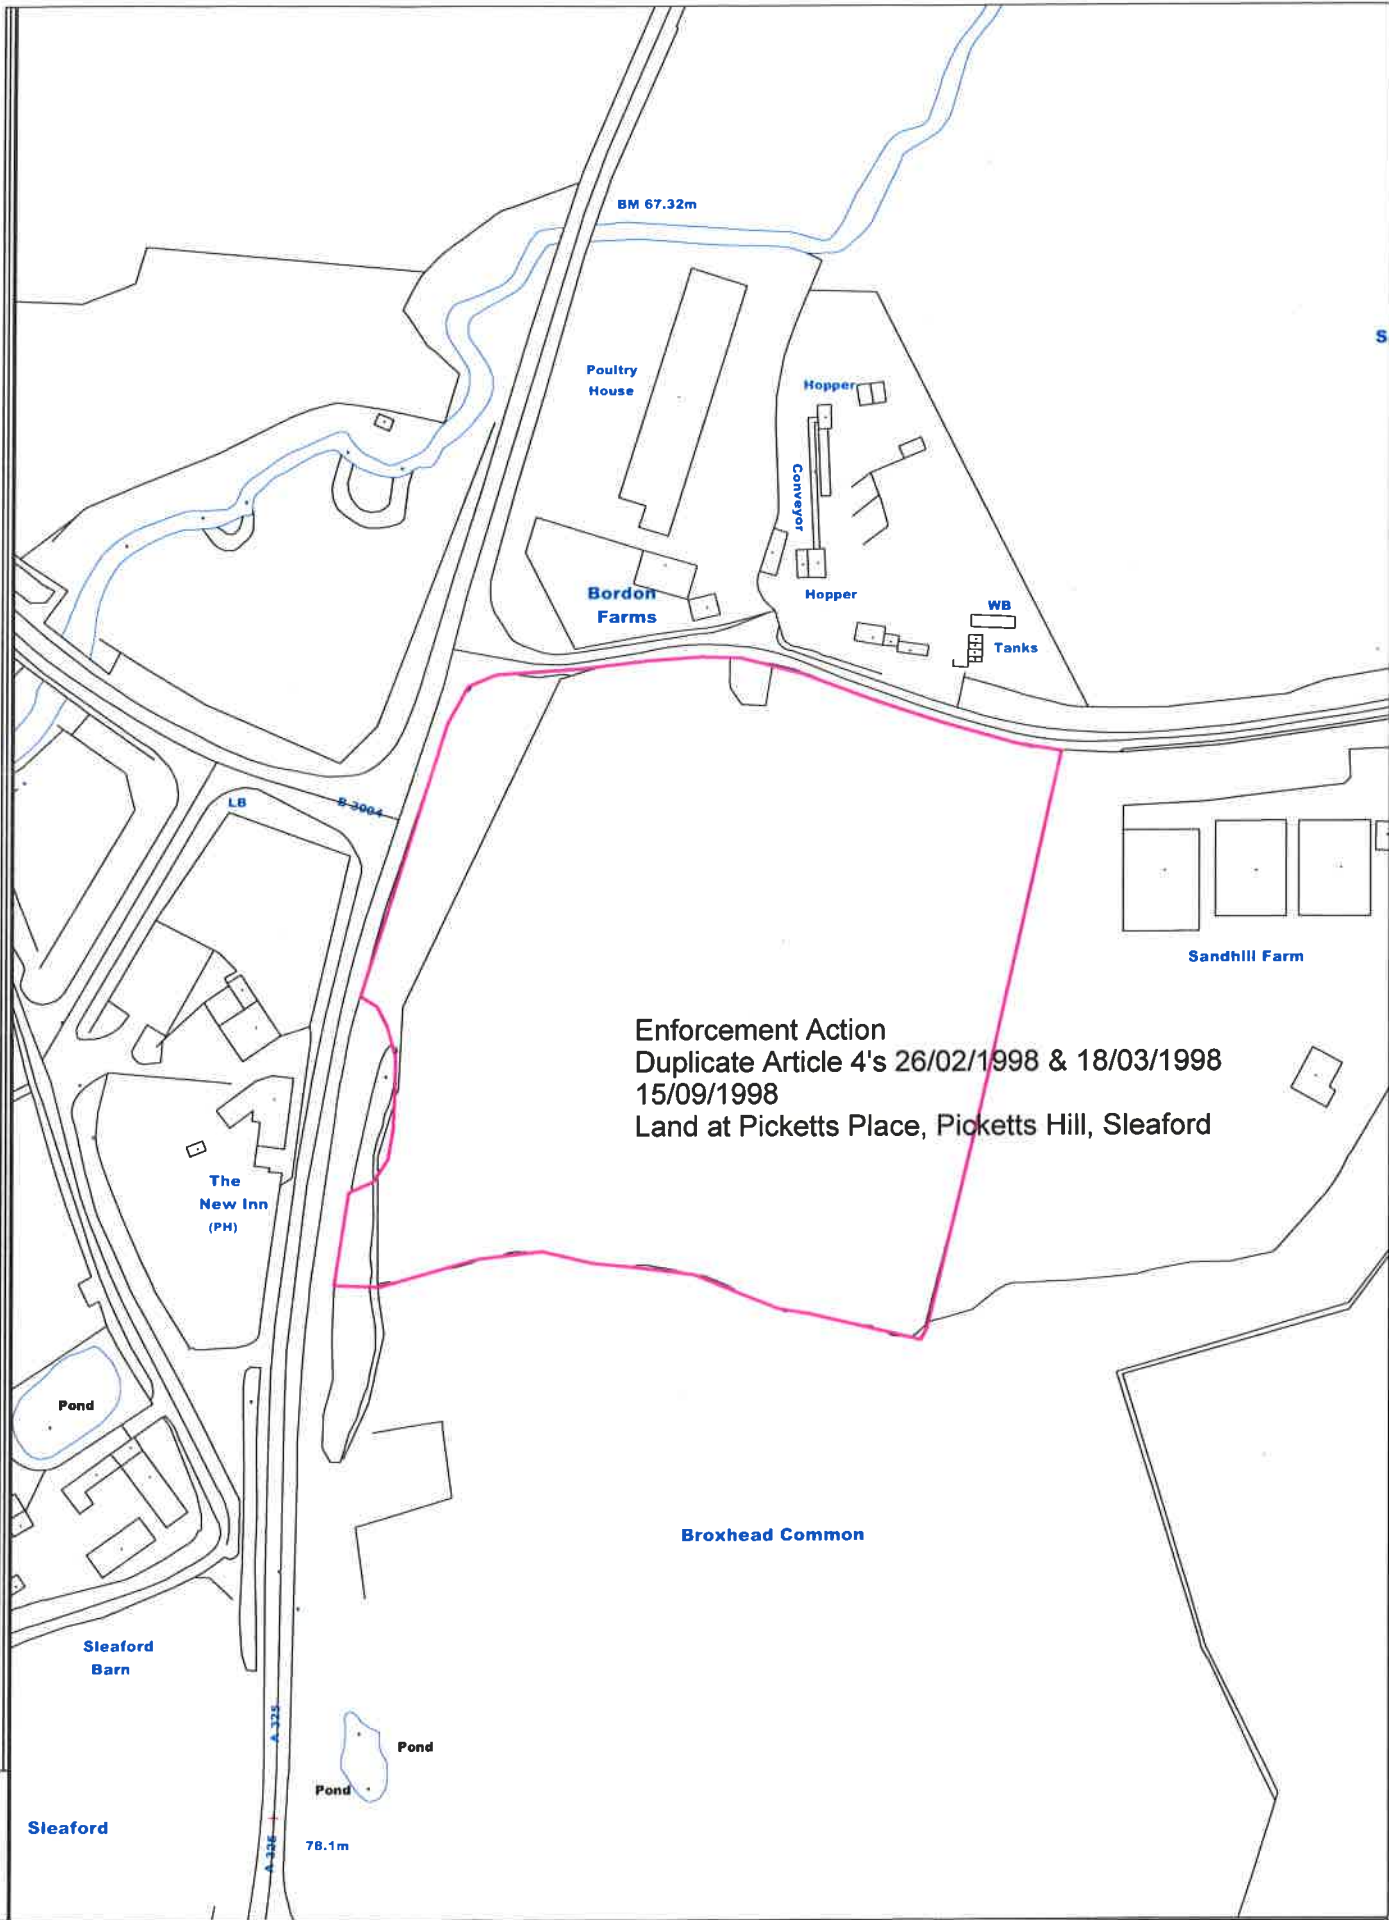 BM 67.32m
S
Poultry
House
Hopper
Conveyor
Bordon
Farms
Hopper
WB
Tanks
LB
B 3004
Sandhill Farm
Enforcement Action
Duplicate Article 4's 26/02/1998 & 18/03/1998
15/09/1998
Land at Picketts Place, Picketts Hill, Sleaford
The
New Inn
(PH)
Pond
Broxhead Common
Sleaford
Barn
A 325
Pond
Pond
Sleaford
A 325
78.1m